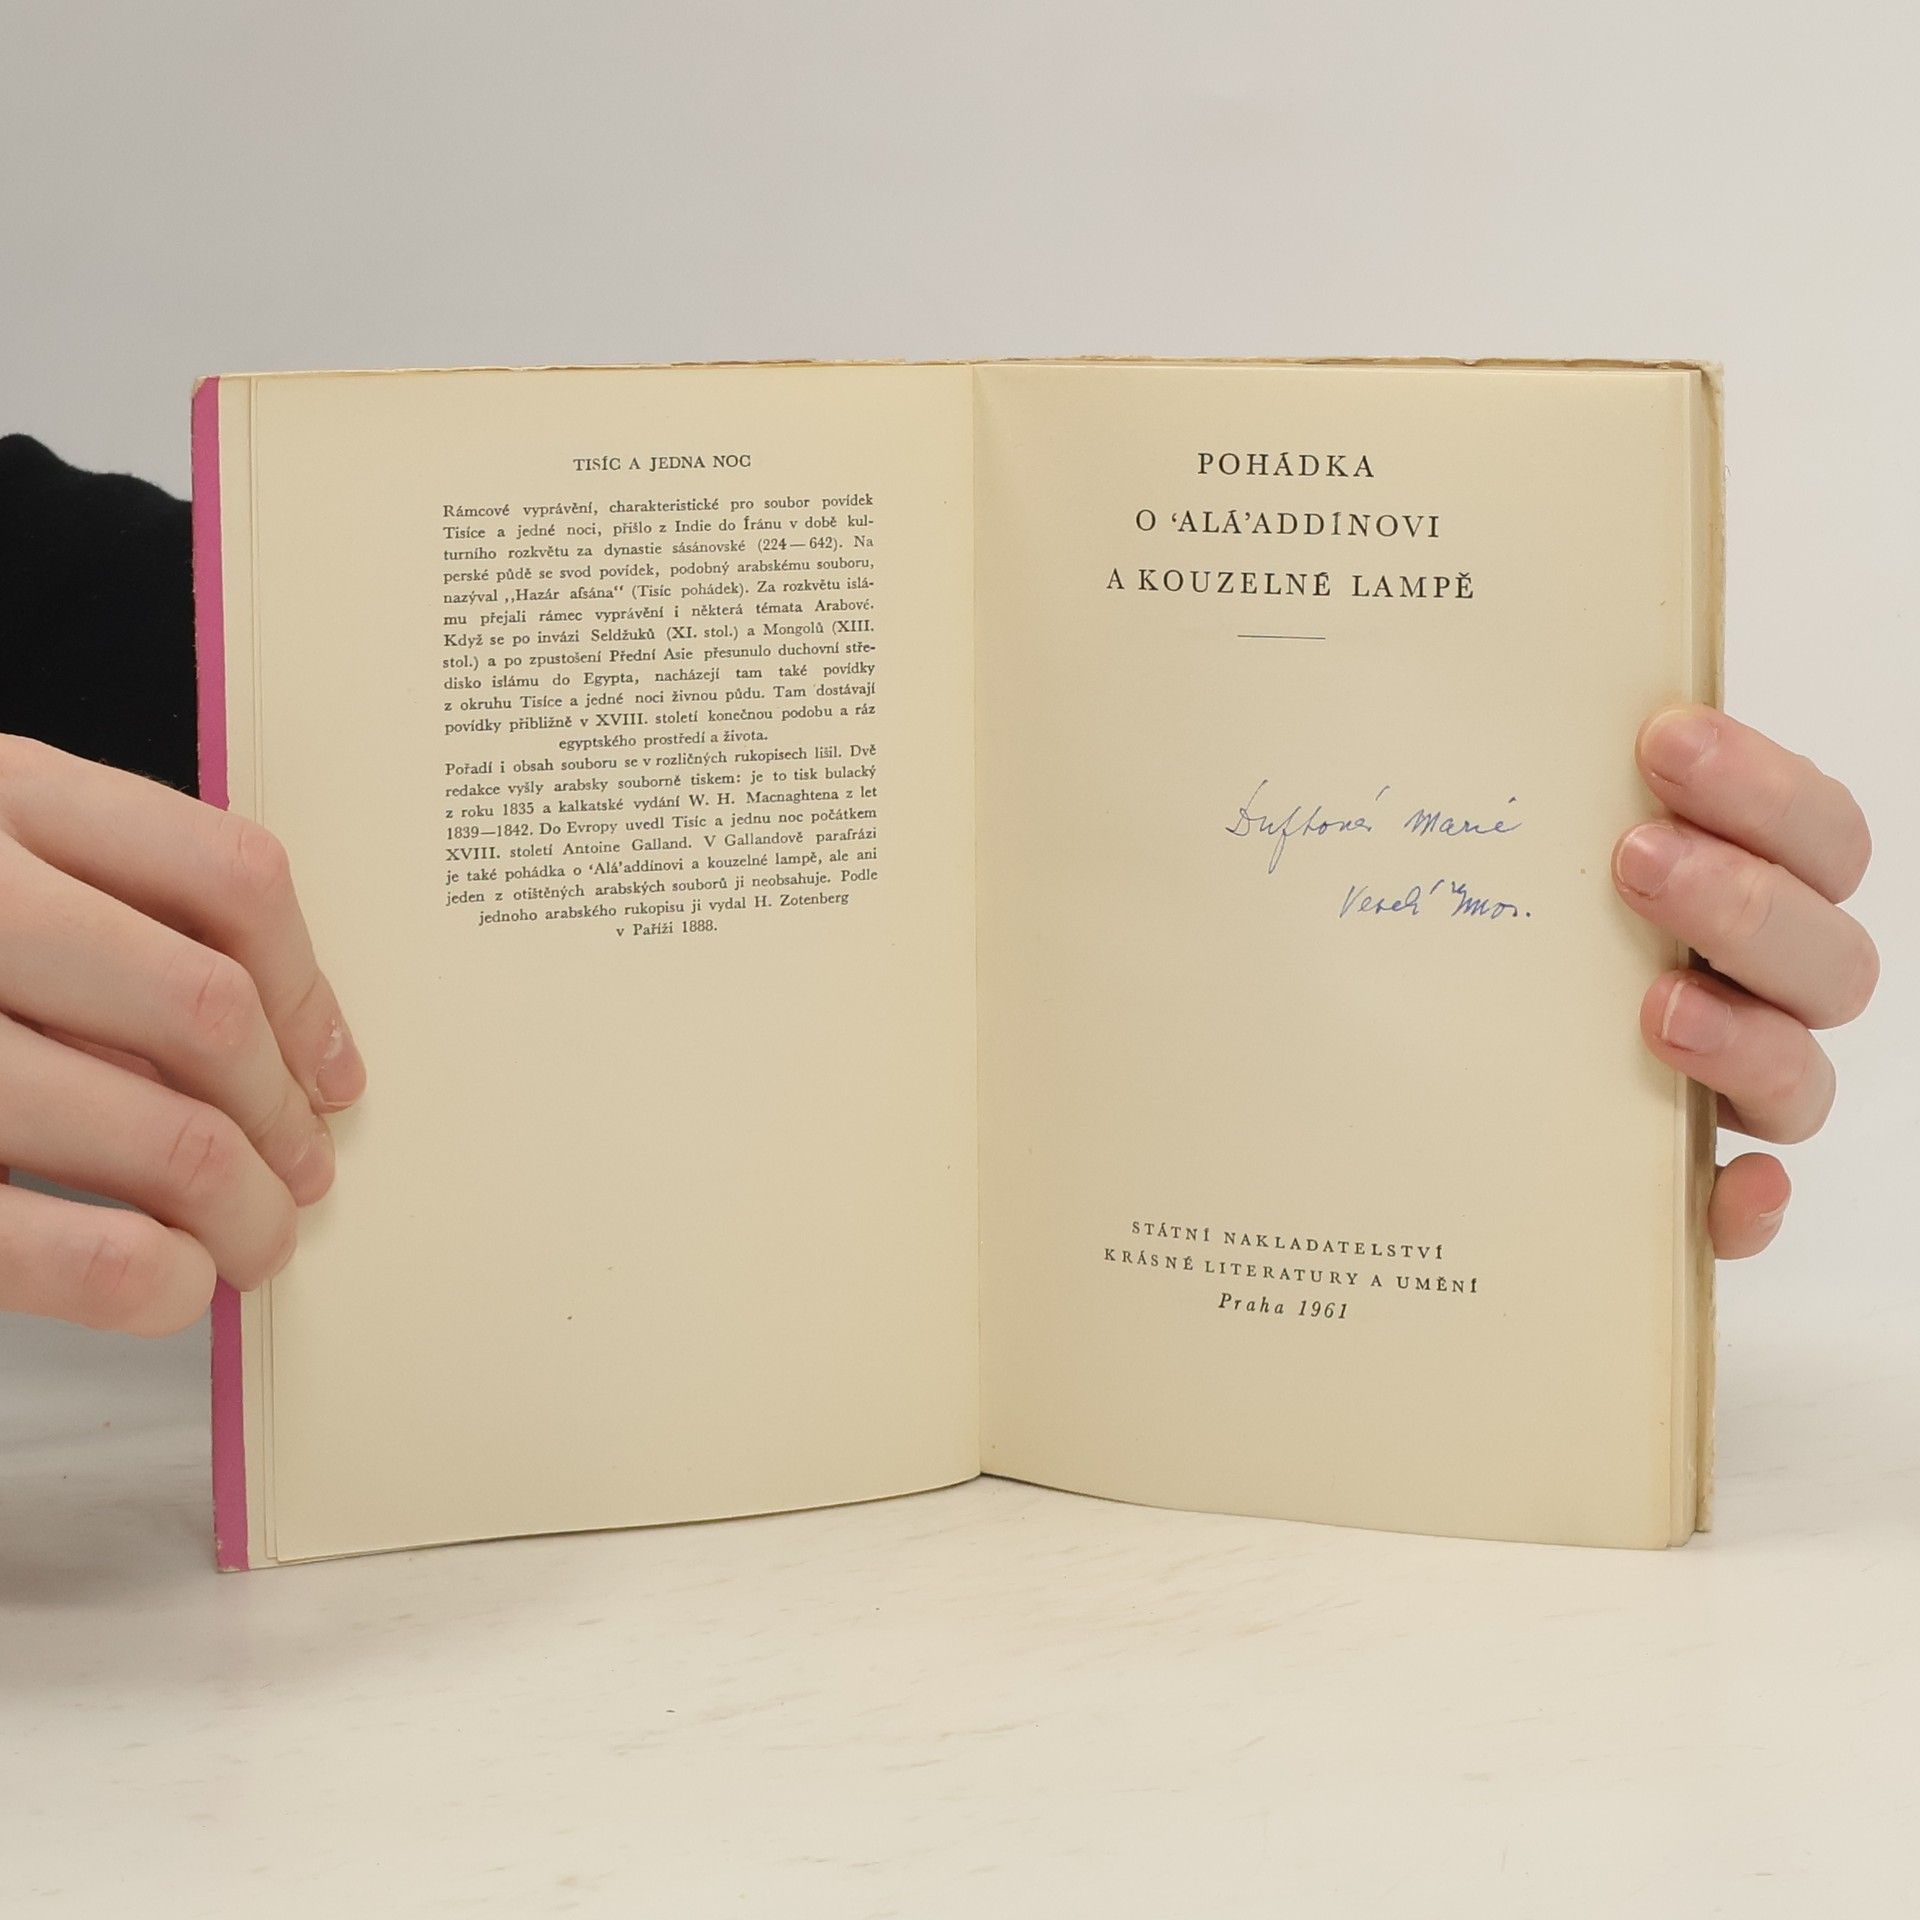 TISÍC A JEDNA NOC
Rámcové vyprávění, charakteristické pro soubor povídek
Tisíce a jedné noci, přišlo z Indie do Íránu v době kul-
turního rozkvětu za dynastie sásánovské (224—642). Na
perské půdě se svod povídek, podobný arabskému souboru,
nazýval ,,Hazár afsána“ (Tisíc pohádek). Za rozkvětu islá-
mu přejali rámec vyprávění i některá témata Arabové.
Když se po invázi Seldžuků (XI. stol.) a Mongolů (XIII.
stol.) a po zpustošení Přední Asie přesunulo duchovní stře-
disko islámu do Egypta, nacházejí tam také povídky
z okruhu Tisíce a jedné noci živnou půdu. Tam dostávají
povídky přibližně v XVIII. století konečnou podobu a ráz
egyptského prostředí a života.
Pořadí i obsah souboru se v rozličných rukopisech lišil. Dvě
redakce vyšly arabsky souborně tiskem: je to tisk bulacký
z roku 1835 a kalkatské vydání W. H. Macnaghtena z let
1839—1842. Do Evropy uvedl Tisíc a jednu noc počátkem
XVIII. století Antoine Galland. V Gallandově parafrázi
je také pohádka o ‘Alá’addínovi a kouzelné lampě, ale ani
jeden z otištěných arabských souborů ji neobsahuje. Podle
jednoho arabského rukopisu ji vydal H. Zotenberg
v Paříži 1888.
POHÁDKA
O ‘ALÁ’ADDÍNOVI
A KOUZELNÉ LAMPĚ
Marie
STÁTNÍ NAKLADATELSTVÍ
KRÁSNÉ LITERATURY A UMĚNÍ
Praha 1961